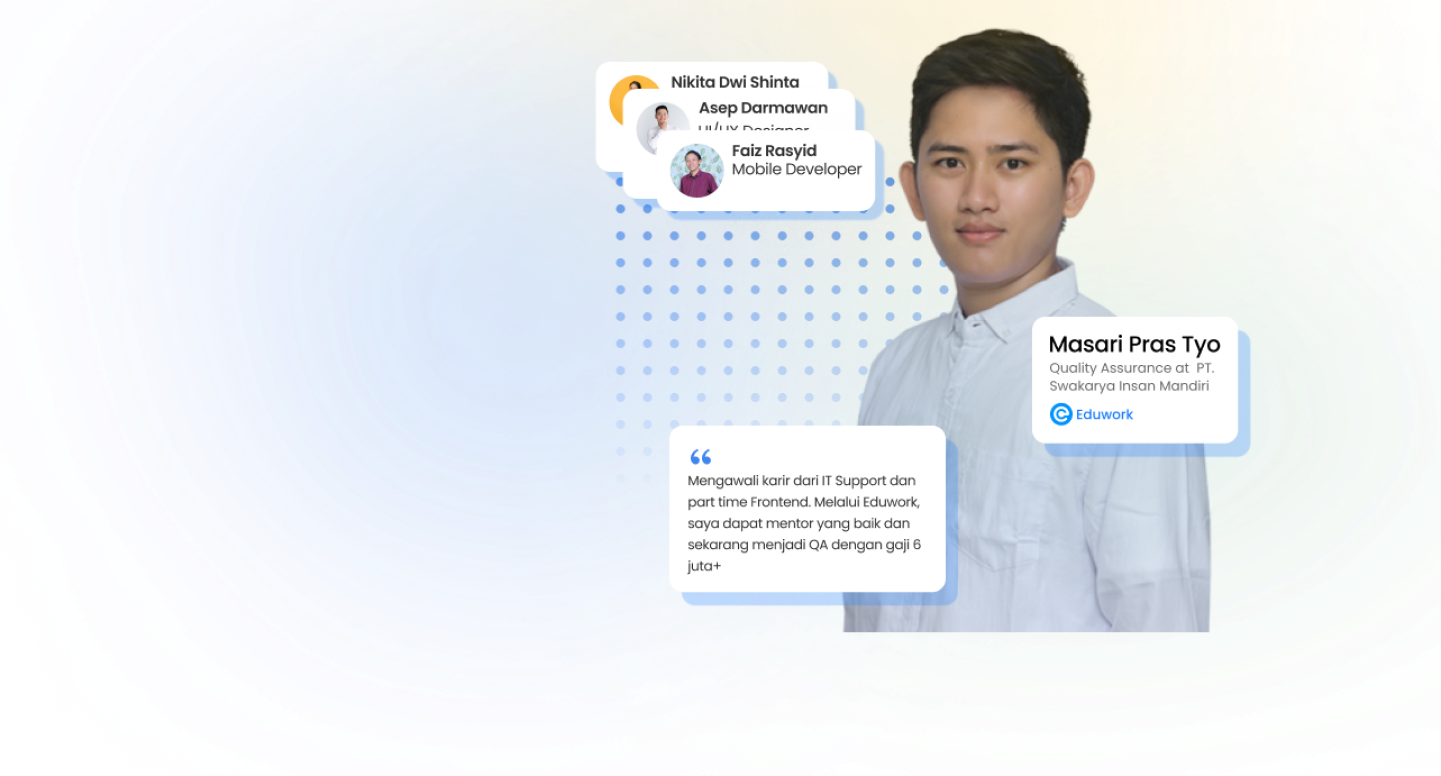 Nikita Dwi Shinta
Asep Darmawan
UI/UX Designer
Faiz Rasyid
Mobile Developer
Masari Pras Tyo
Quality Assurance at PT.
Swakarya Insan Mandiri
Eduwork
“
Mengawali karir dari IT Support dan
part time Frontend. Melalui Eduwork,
saya dapat mentor yang baik dan
sekarang menjadi QA dengan gaji 6
juta+